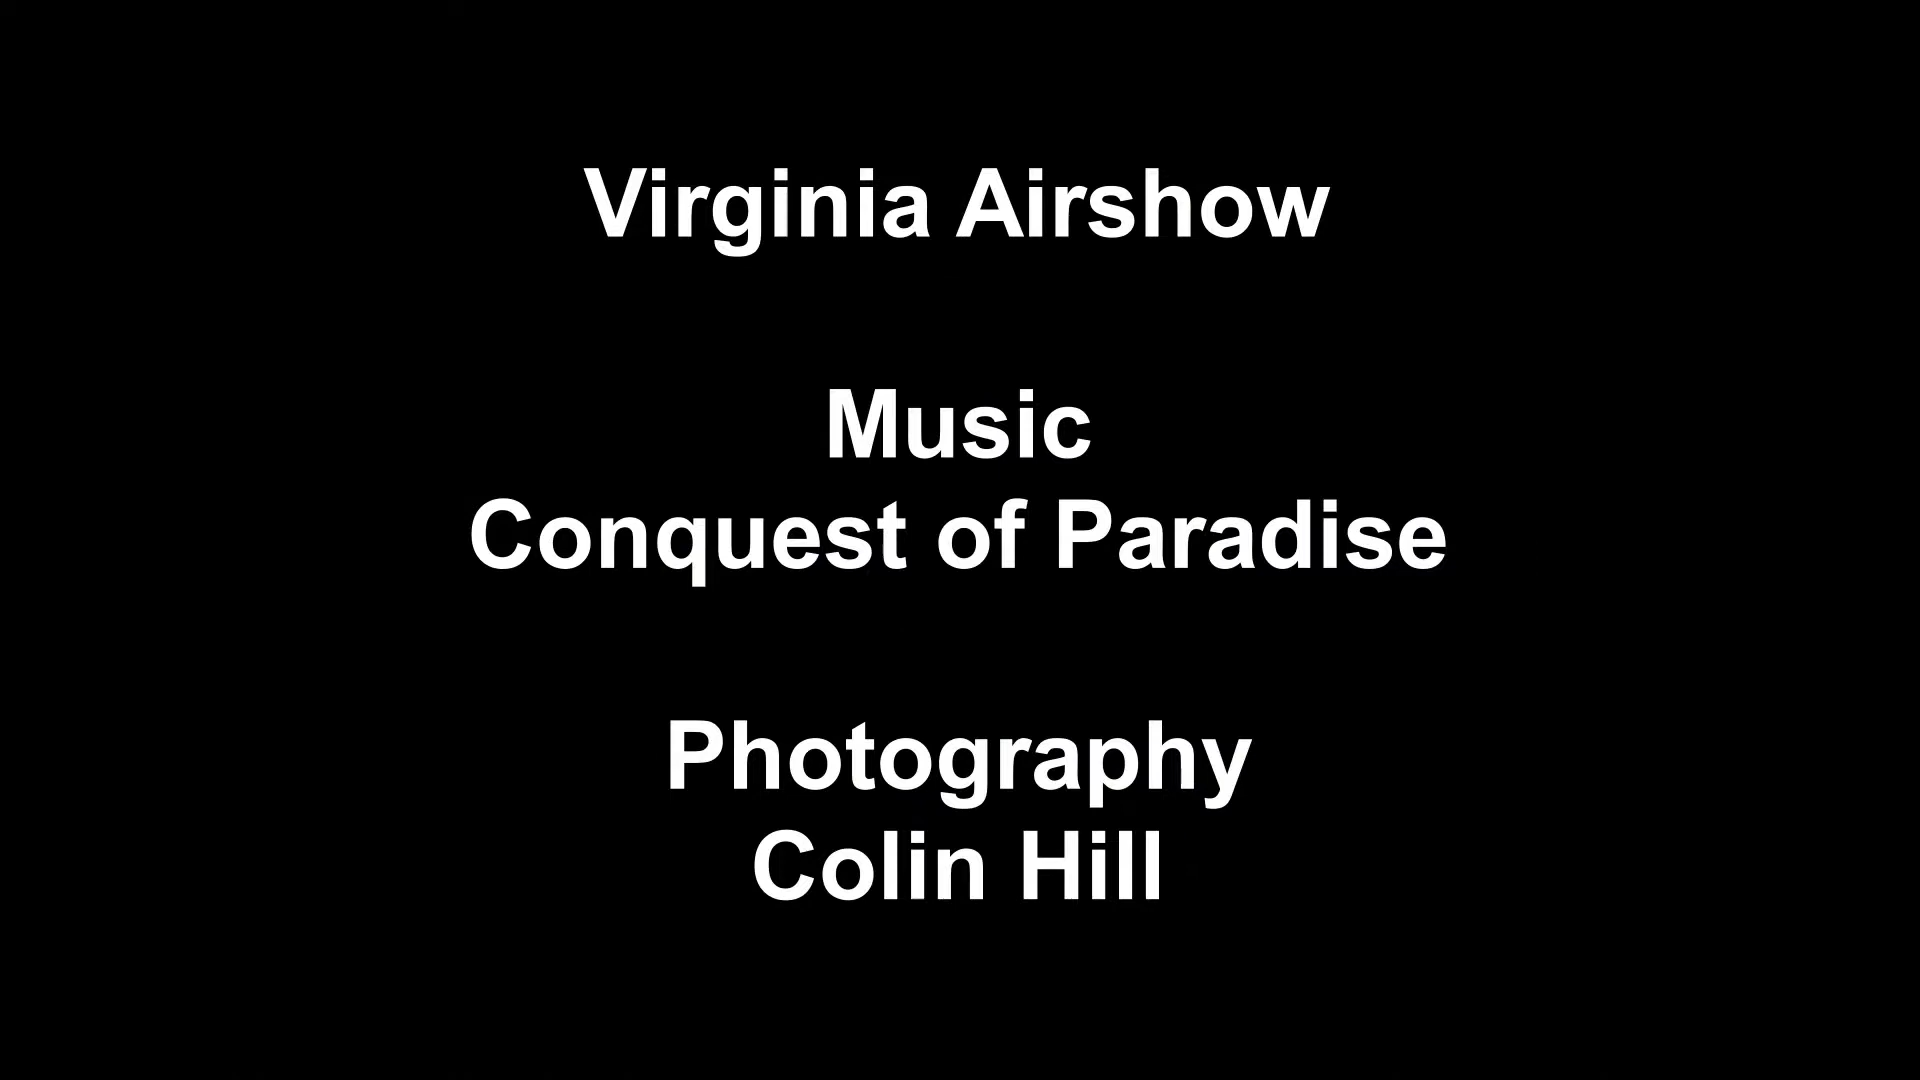 Virginia Airshow
Music
Conquest of Paradise
Photography
Colin Hill